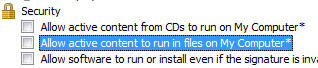 Security
Allow active content from CDs to run on My Computer*
Allow active content to run in files on My Computer*
Allow software to run or install even if the signature is